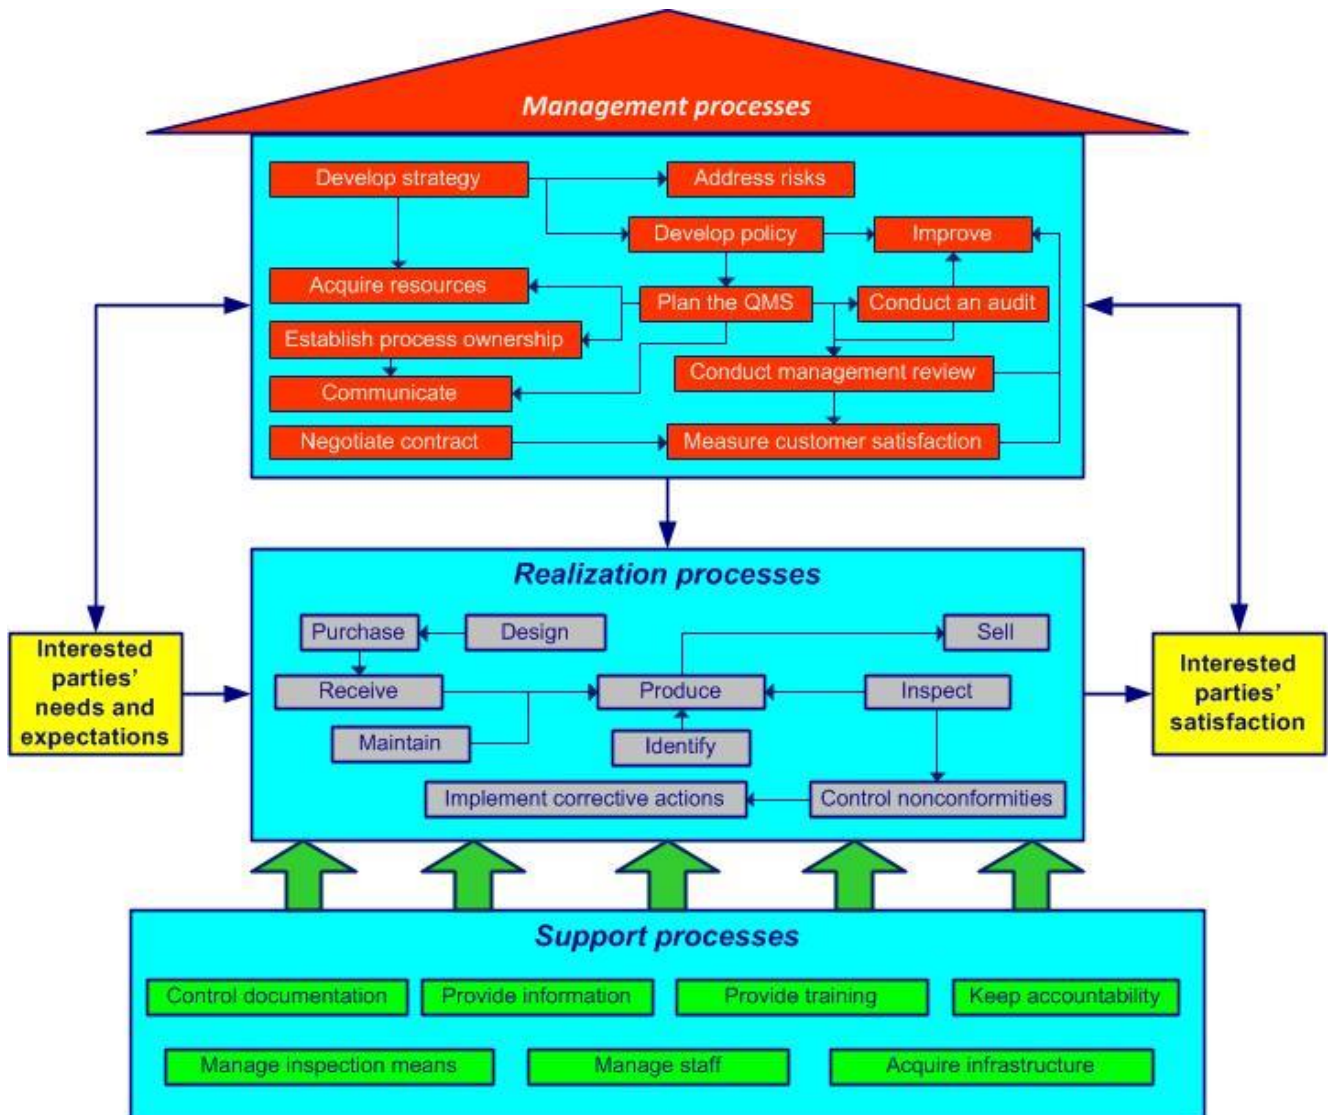 Management processes
Develop strategy
Address risks
Develop policy
Improve
Acquire resources
Plan the QMS
Conduct an audit
Establish process ownership
Conduct management review
Communicate
Negotiate contract
Measure customer satisfaction
Realization processes
Purchase
Design
Sell
Interested
parties’
needs and
expectations
Receive
Produce
Inspect
Interested
parties’
satisfaction
Maintain
Identify
Implement corrective actions
Control nonconformities
Support processes
Control documentation
Provide information
Provide training
Keep accountability
Manage inspection means
Manage staff
Acquire infrastructure